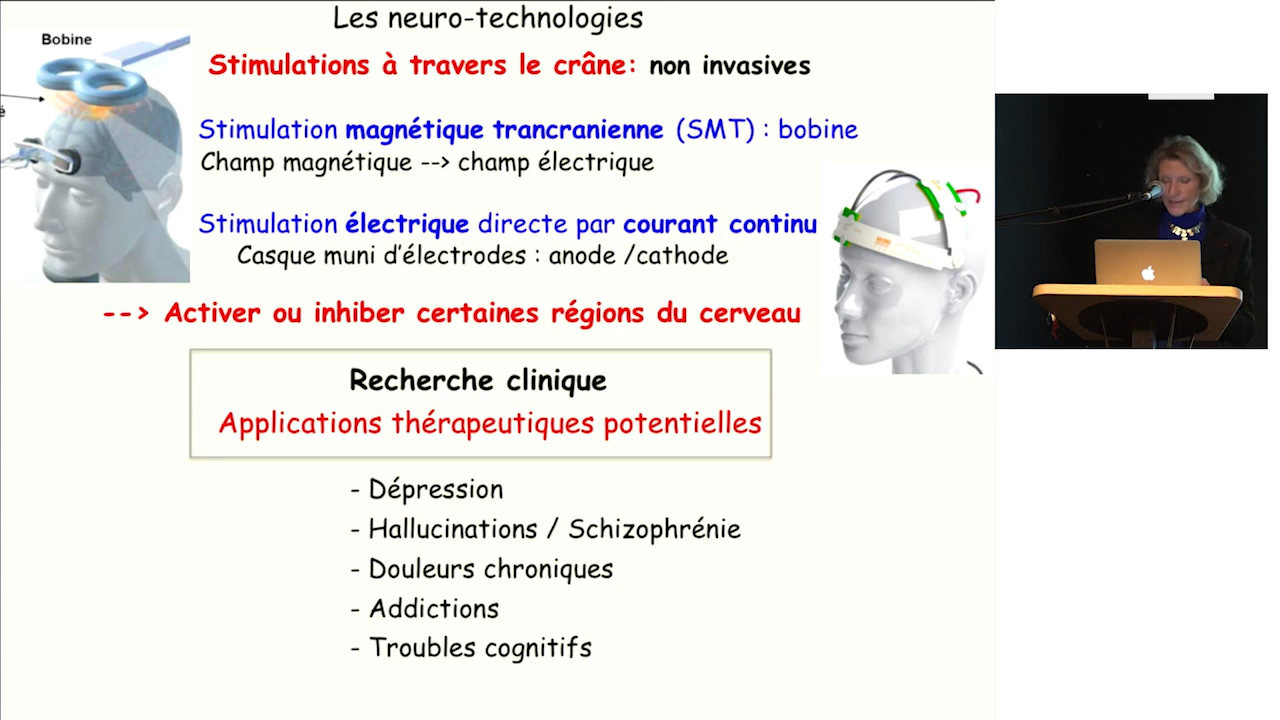 Les neuro-technologies
Bobine
Stimulations à travers le crâne: non invasives
é
Stimulation magnétique trancranienne (SMT) : bobine
Champ magnétique --> champ électrique
Stimulation électrique directe par courant continu
Casque muni d'électrodes : anode /cathode
--> Activer ou inhiber certaines régions du cerveau
Recherche clinique
Applications thérapeutiques potentielles
- Dépression
- Hallucinations / Schizophrénie
- Douleurs chroniques
- Addictions
- Troubles cognitifs